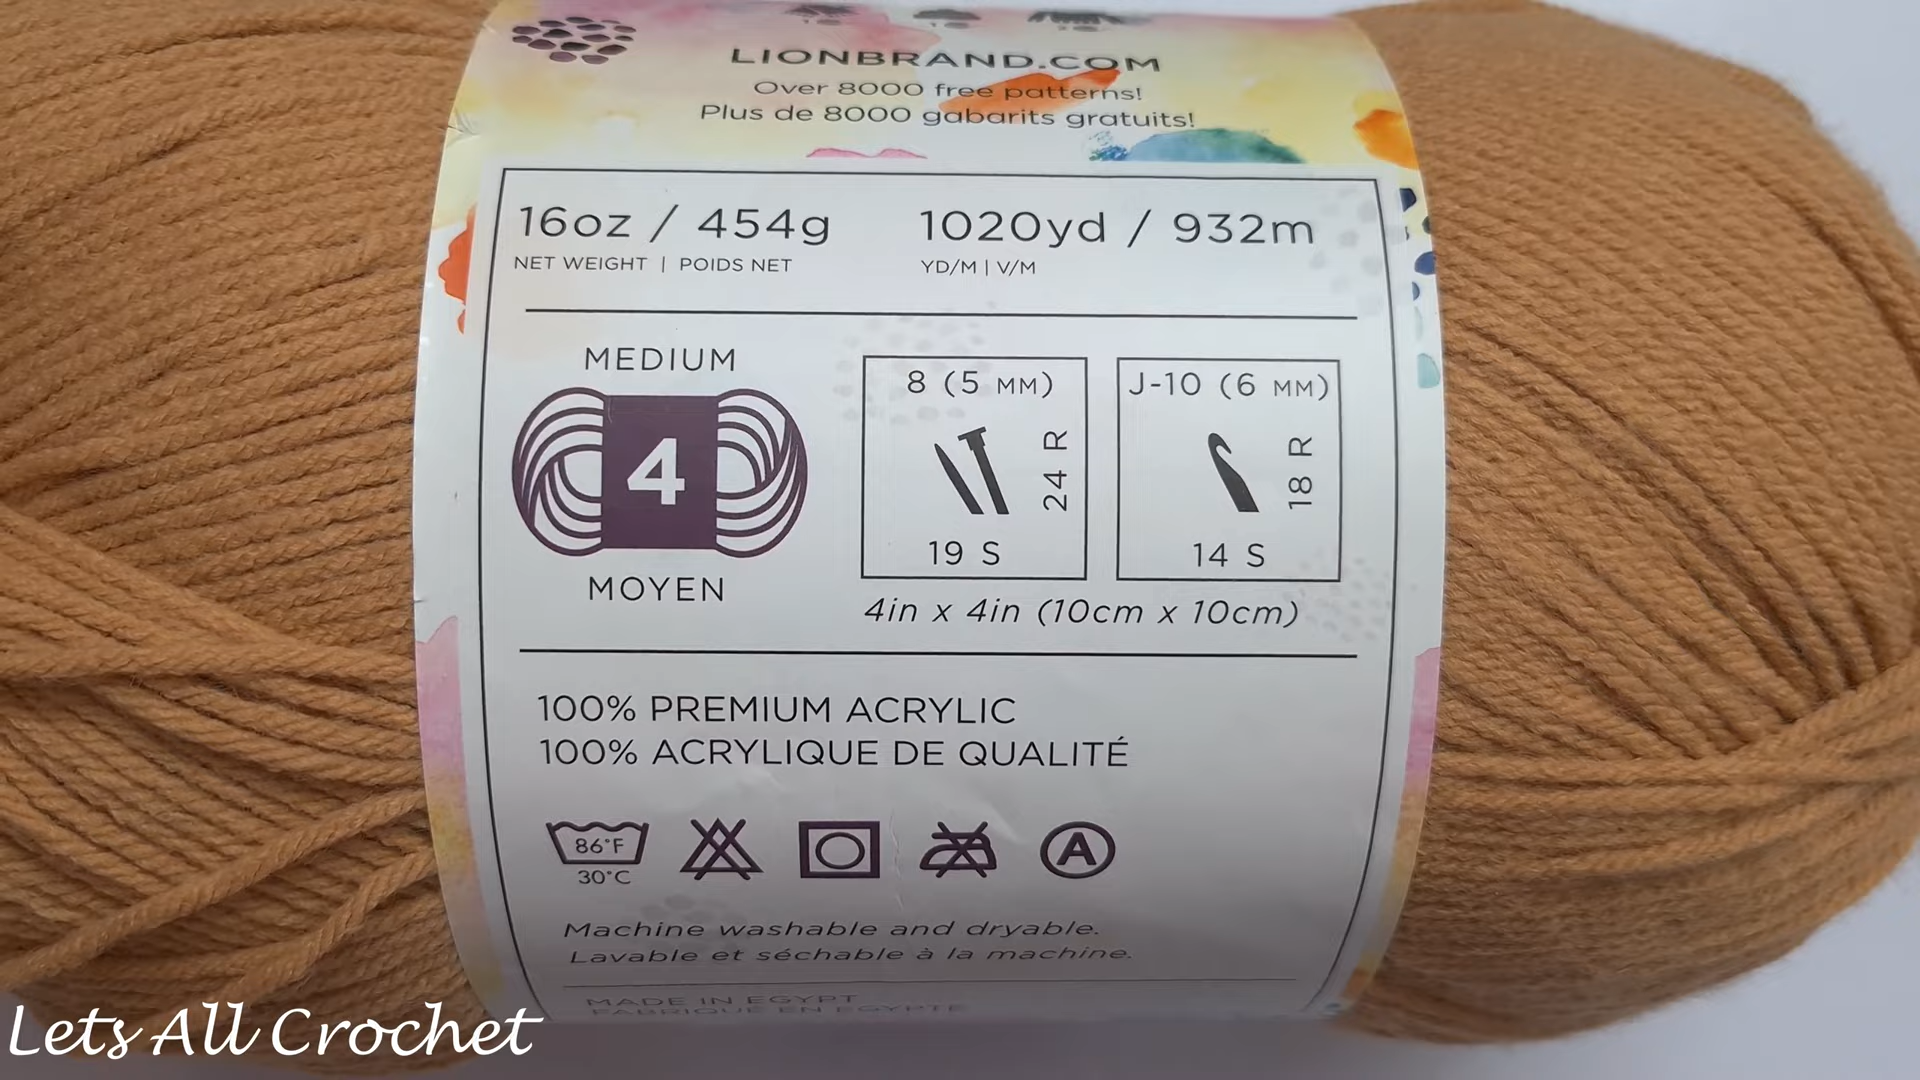 LIONBRAND.COM
Over 8000 free patterns!
Plus de 8000 gabarits gratuits!
16oz / 454g 1020yd / 932m
NET WEIGHT | POIDS NET YD/M | V/M
MEDIUM
4
MOYEN
8 (5 MM)
24 R
19 S
J-10 (6 MM)
18 R
14 S
4in x 4in (10cm x 10cm)
100% PREMIUM ACRYLIC
100% ACRYLIQUE DE QUALITÉ
86°F
30°C
A
Machine washable and dryable.
Lavable et séchable à la machine.
MADE IN EGYPT
FABRIQUÉ EN ÉGYPTE
Lets All Crochet